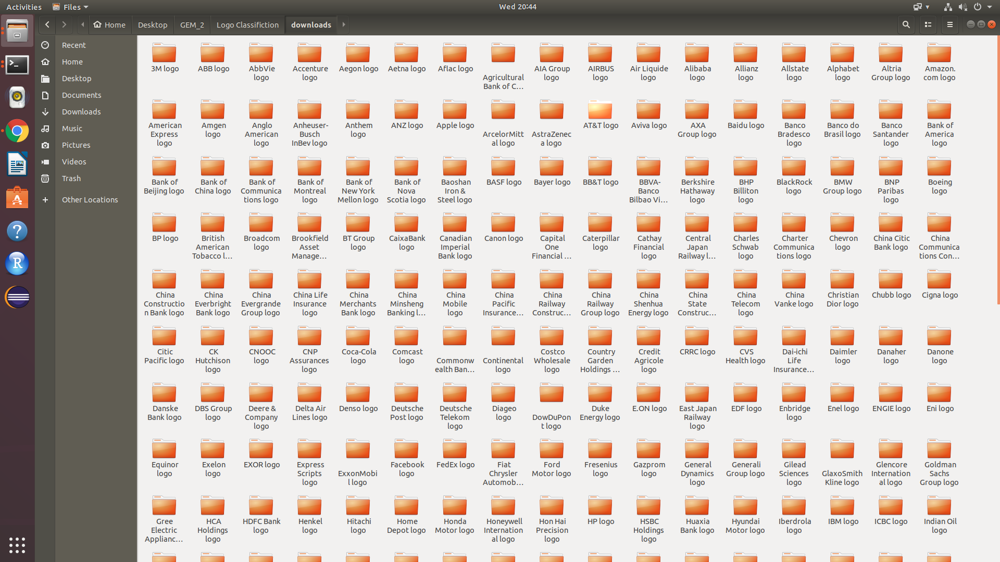 Activities Files Wed 20:44
Home Desktop GEM_2 Logo Classifiction downloads
Recent
Home
Desktop
Documents
Downloads
Music
Pictures
Videos
Trash
Other Locations
3M logo ABB logo AbbVie logo Accenture logo Aegon logo Aetna logo Aflac logo Agricultural Bank of C... AIA Group logo AIRBUS logo Air Liquide logo Alibaba logo Allianz logo Allstate logo Alphabet logo Altria Group logo Amazon.com logo
American Express logo Amgen logo Anglo American logo Anheuser-Busch InBev logo Anthem logo ANZ logo Apple logo ArcelorMittal logo AstraZeneca logo AT&T logo Aviva logo AXA Group logo Baidu logo Banco Bradesco logo Banco do Brasil logo Banco Santander logo Bank of America logo
Bank of Beijing logo Bank of China logo Bank of Communications logo Bank of Montreal logo Bank of New York Mellon logo Bank of Nova Scotia logo Baoshan Iron & Steel logo BASF logo Bayer logo BB&T logo BBVA-Banco Bilbao Vi... Berkshire Hathaway logo BHP Billiton logo BlackRock logo BMW Group logo BNP Paribas logo Boeing logo
BP logo British American Tobacco l... Broadcom logo Brookfield Asset Manage... BT Group logo CaixaBank logo Canadian Imperial Bank logo Canon logo Capital One Financial ... Caterpillar logo Cathay Financial logo Central Japan Railway l... Charles Schwab logo Charter Communications logo Chevron logo China Citic Bank logo China Communications Con...
China Construction Bank logo China Everbright Bank logo China Evergrande Group logo China Life Insurance logo China Merchants Bank logo China Minsheng Banking l... China Mobile logo China Pacific Insurance... China Railway Construc... China Railway Group logo China Shenhua Energy logo China State Construc... China Telecom logo China Vanke logo Christian Dior logo Chubb logo Cigna logo
Citic Pacific logo CK Hutchison logo CNOOC logo CNP Assurances logo Coca-Cola logo Comcast logo Commonwealth Ban... Continental logo Costco Wholesale logo Country Garden Holdings ... Credit Agricole logo CRRC logo CVS Health logo Dai-ichi Life Insurance... Daimler logo Danaher logo Danone logo
Danske Bank logo DBS Group logo Deere & Company logo Delta Air Lines logo Denso logo Deutsche Post logo Deutsche Telekom logo Diageo logo DowDuPont logo Duke Energy logo E.ON logo East Japan Railway logo EDF logo Enbridge logo Enel logo ENGIE logo Eni logo
Equinor logo Exelon logo EXOR logo Express Scripts logo ExxonMobil logo Facebook logo FedEx logo Fiat Chrysler Automob... Ford Motor logo Fresenius logo Gazprom logo General Dynamics logo Generali Group logo Gilead Sciences logo GlaxoSmithKline logo Glencore International logo Goldman Sachs Group logo
Gree Electric Applianc... HCA Holdings logo HDFC Bank logo Henkel logo Hitachi logo Home Depot logo Honda Motor logo Honeywell International logo Hon Hai Precision logo HP logo HSBC Holdings logo Huaxia Bank logo Hyundai Motor logo Iberdrola logo IBM logo ICBC logo Indian Oil logo